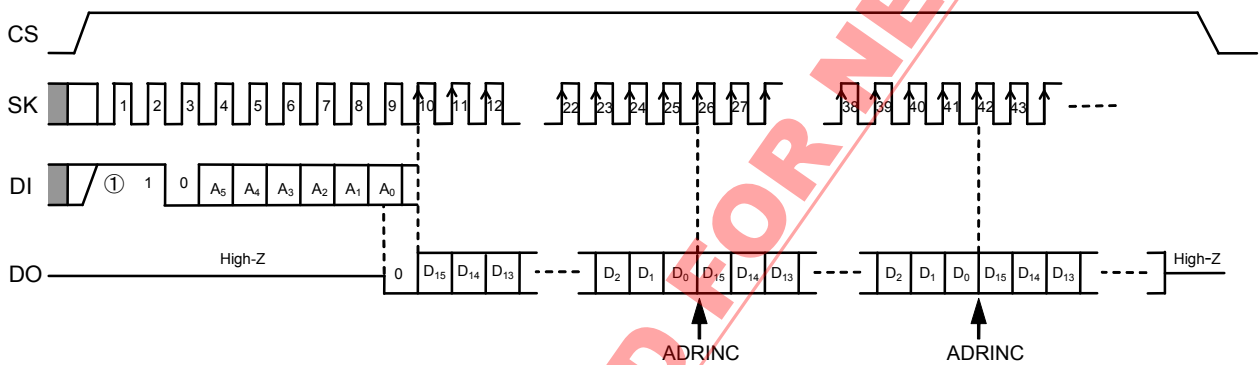 CS
SK 1 2 3 4 5 6 7 8 9 10 11 12 22 23 24 25 26 27 38 39 40 41 42 43
DI ① 1 0 A5 A4 A3 A2 A1 A0
DO High-Z 0 D15 D14 D13 D2 D1 D0 D15 D14 D13 D2 D1 D0 D15 D14 D13 High-Z
ADRINC ADRINC
D FOR NE